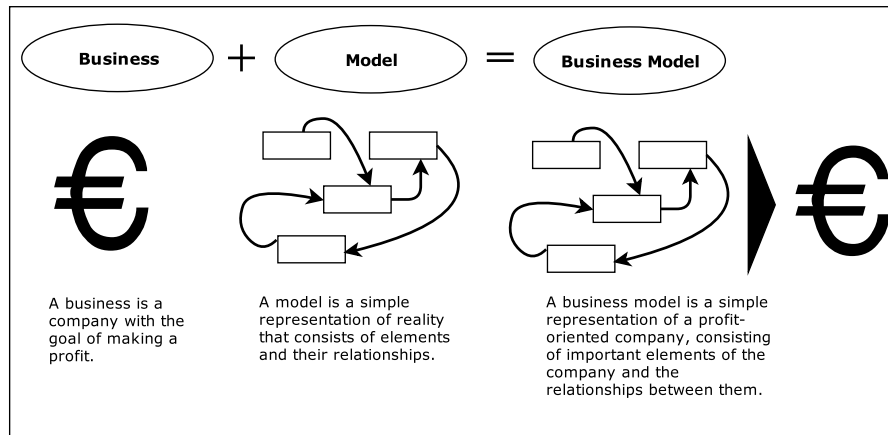 Business + Model = Business Model
€
€
A business is a
company with the
goal of making a
profit.
A model is a simple
representation of reality
that consists of elements
and their relationships.
A business model is a simple
representation of a profit-
oriented company, consisting
of important elements of the
company and the
relationships between them.